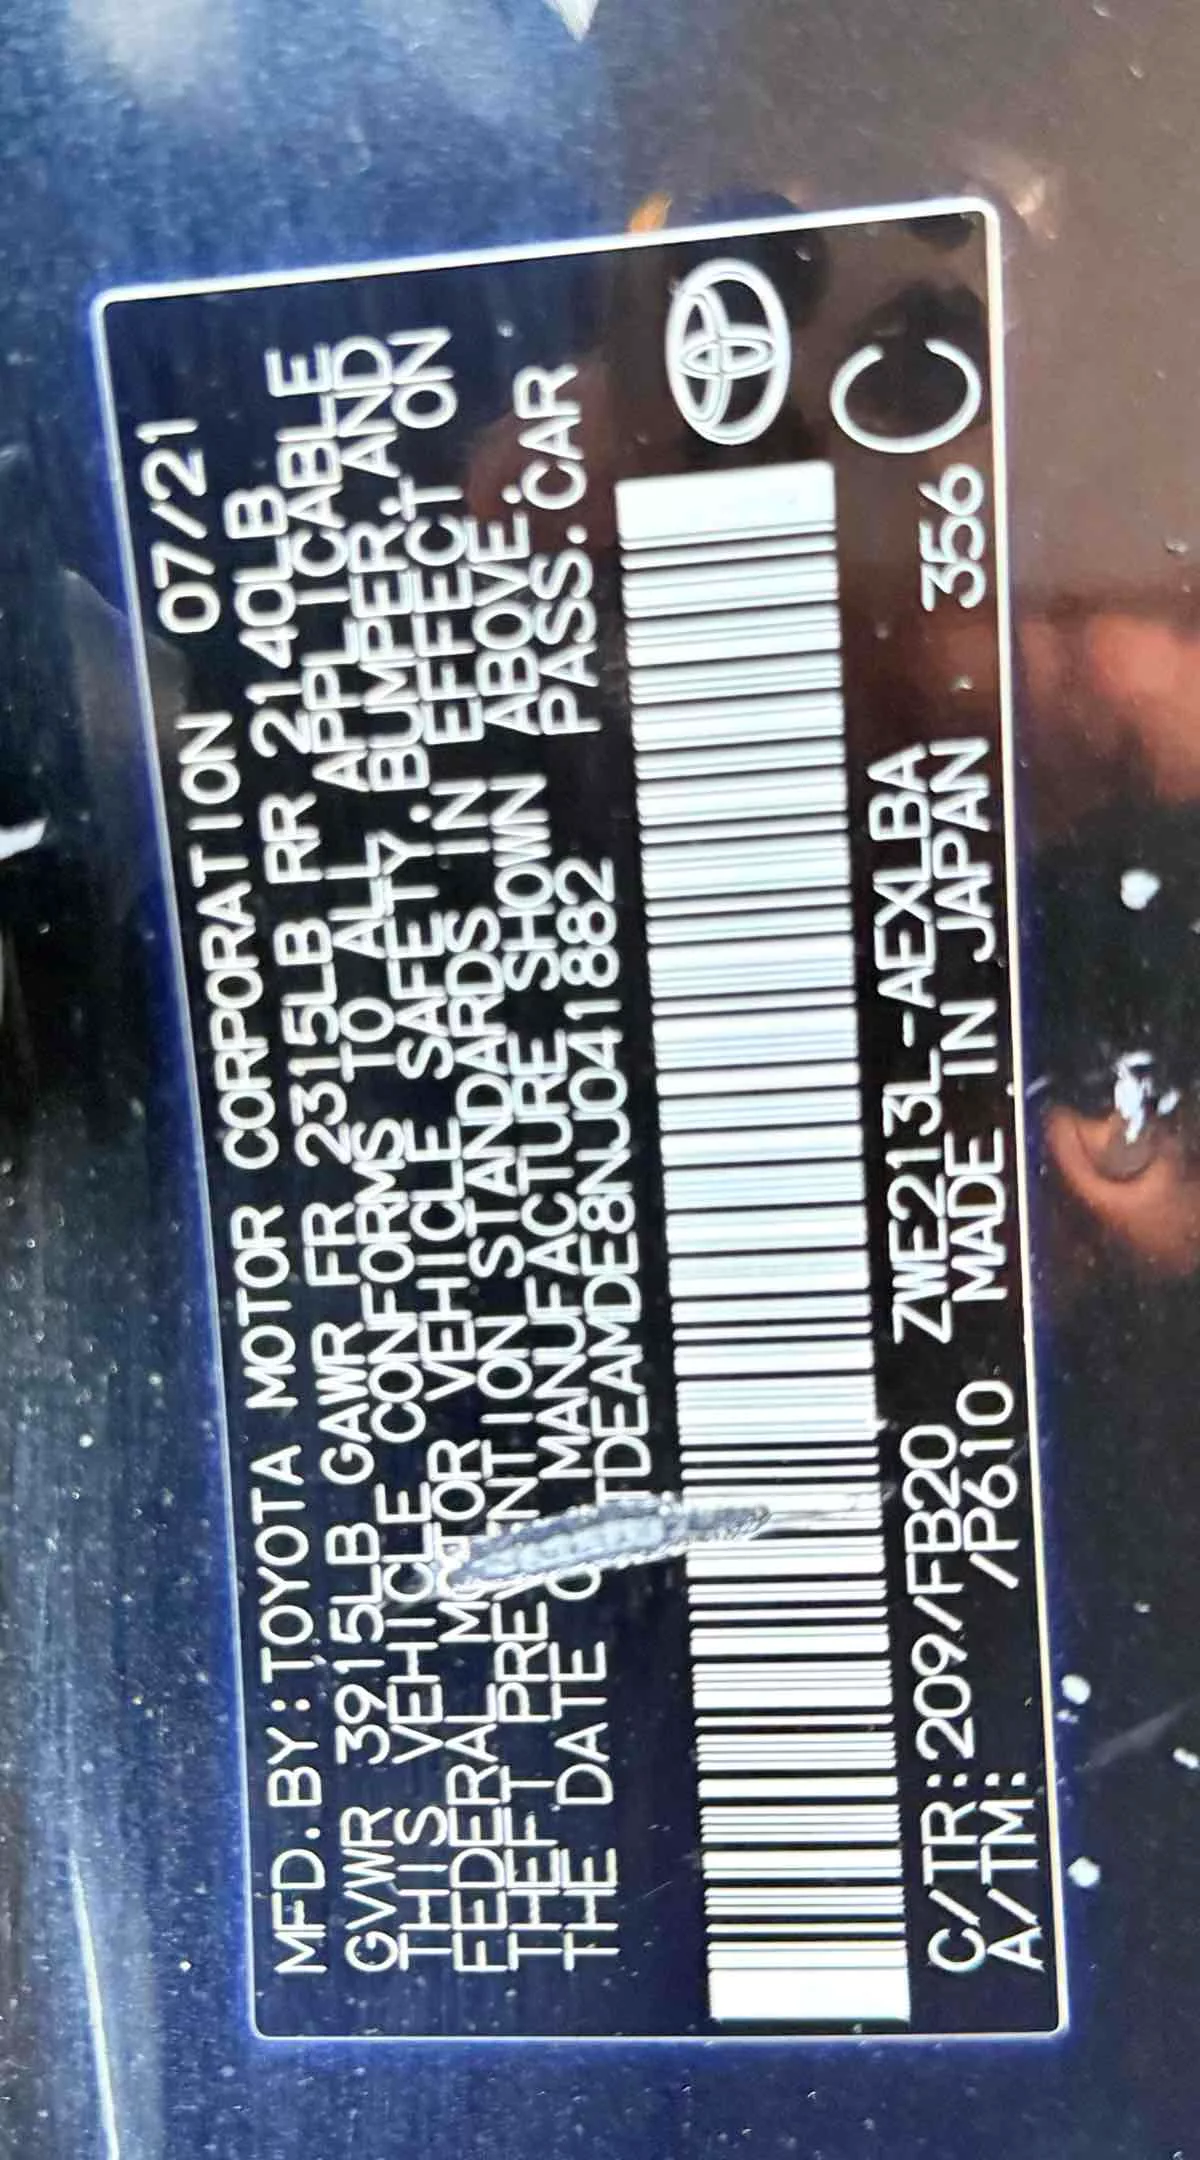 MFD.BY:TOYOTA MOTOR CORPORATION 07/21
GVWR 3915LB GAWR FR 2315LB RR 2140LB
THIS VEHICLE CONFORMS TO ALL APPLICABLE
FEDERAL MOTOR VEHICLE SAFETY,BUMPER,AND
THEFT PREVENTION STANDARDS IN EFFECT ON
THE DATE MANUFACTURE SHOWN ABOVE.
PASS.CAR
C/TR:209/FB20 ZWE213L-AEXLBA
A/TM: /P610 MADE IN JAPAN 356 C